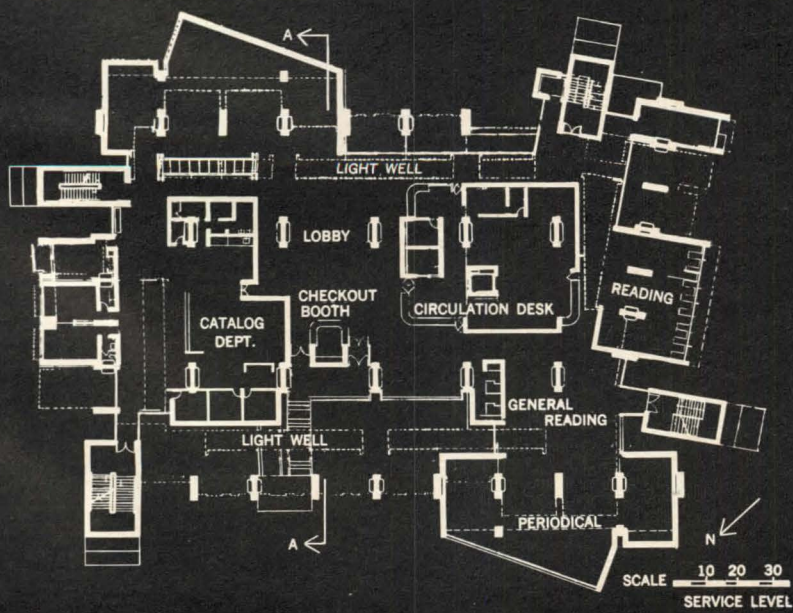 A
LIGHT WELL
LOBBY
CHECKOUT
BOOTH
CIRCULATION DESK
READING
CATALOG
DEPT.
GENERAL
READING
LIGHT WELL
PERIODICAL
A
N
SCALE 10 20 30
SERVICE LEVEL